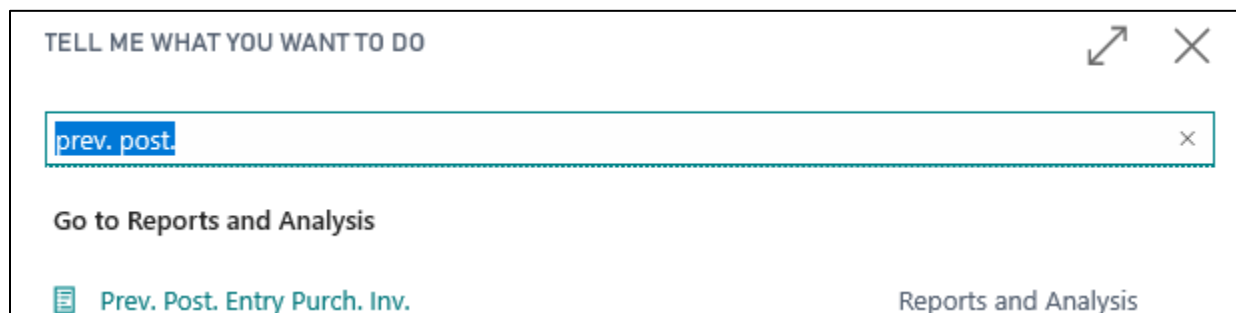 TELL ME WHAT YOU WANT TO DO
prev. post.
Go to Reports and Analysis
Prev. Post. Entry Purch. Inv. Reports and Analysis